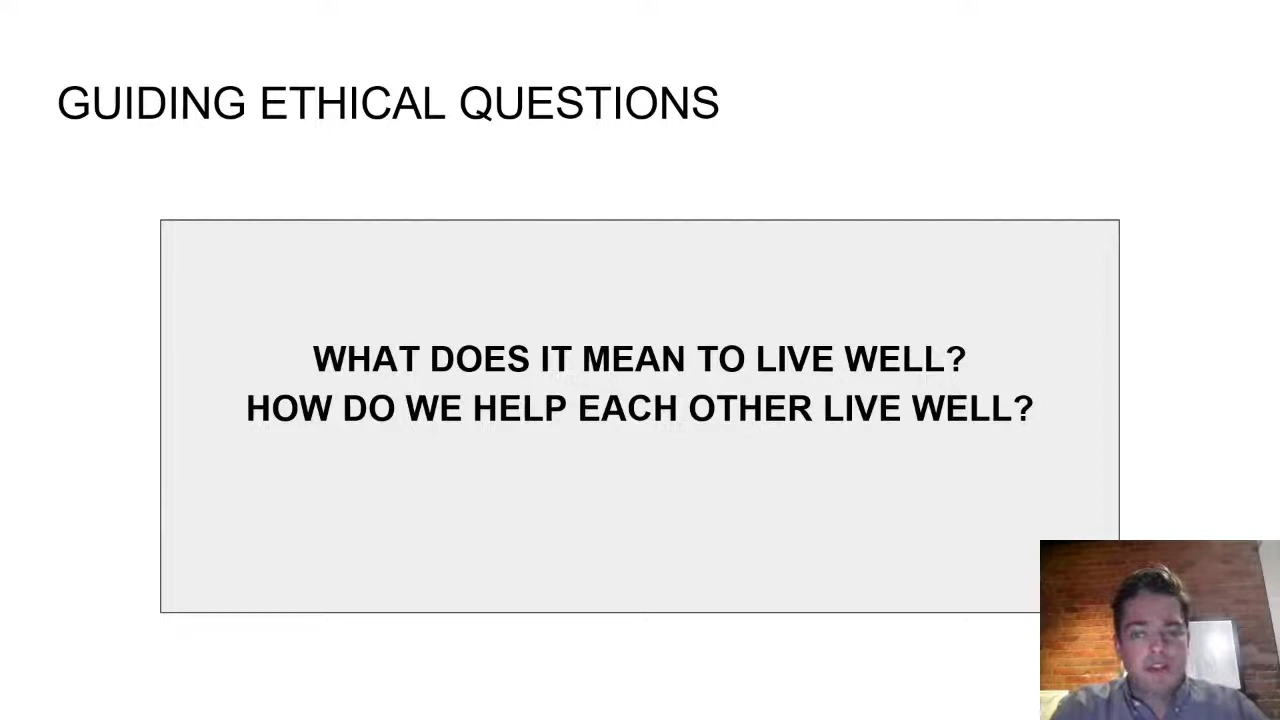 GUIDING ETHICAL QUESTIONS
WHAT DOES IT MEAN TO LIVE WELL?
HOW DO WE HELP EACH OTHER LIVE WELL?